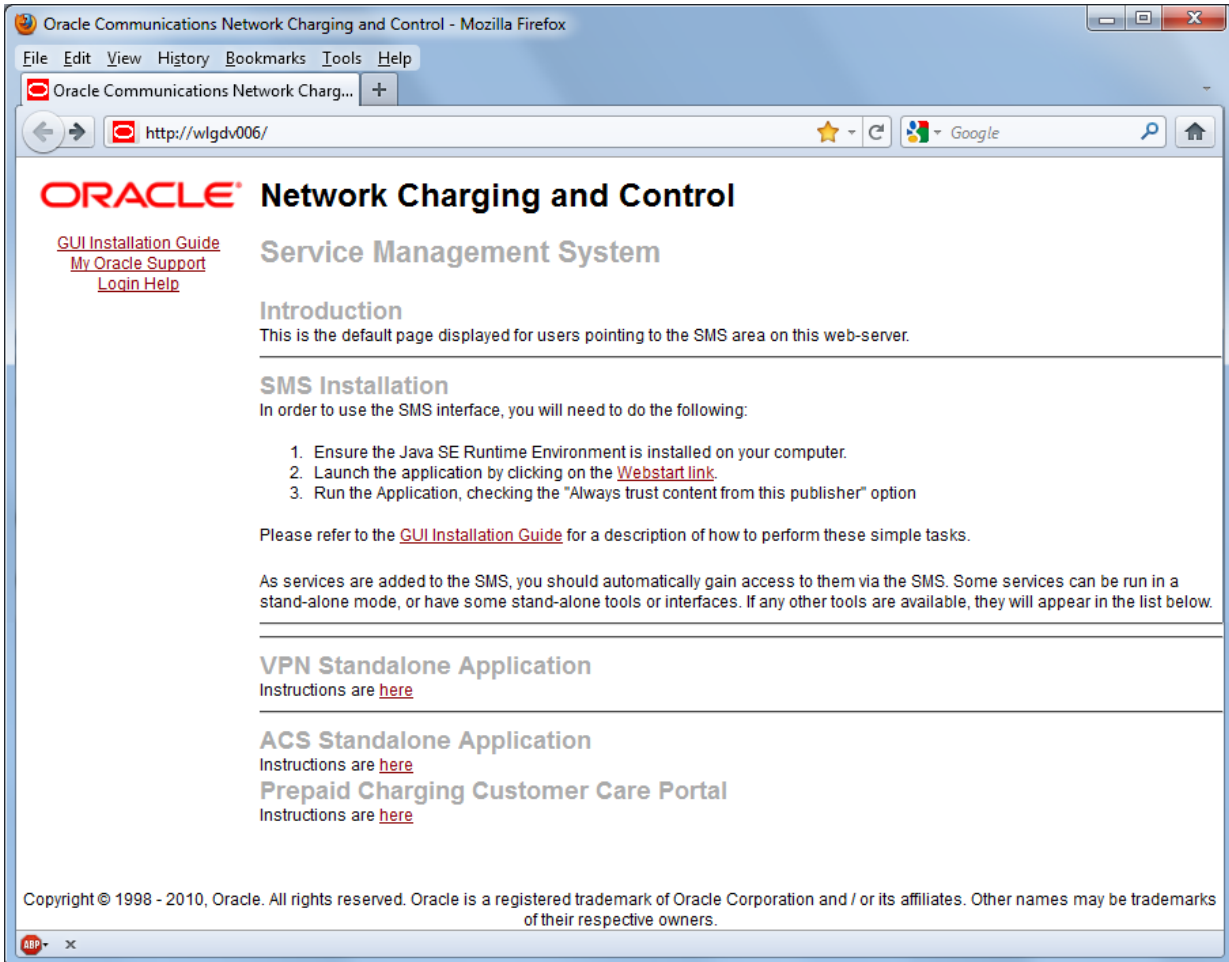 Oracle Communications Network Charging and Control - Mozilla Firefox
File Edit View History Bookmarks Tools Help
Oracle Communications Network Charg... +
http://wlgdv006/
Google
ORACLE® Network Charging and Control
GUI Installation Guide
My Oracle Support
Login Help
Service Management System
Introduction
This is the default page displayed for users pointing to the SMS area on this web-server.
SMS Installation
In order to use the SMS interface, you will need to do the following:
1. Ensure the Java SE Runtime Environment is installed on your computer.
2. Launch the application by clicking on the Webstart link.
3. Run the Application, checking the "Always trust content from this publisher" option
Please refer to the GUI Installation Guide for a description of how to perform these simple tasks.
As services are added to the SMS, you should automatically gain access to them via the SMS. Some services can be run in a
stand-alone mode, or have some stand-alone tools or interfaces. If any other tools are available, they will appear in the list below.
VPN Standalone Application
Instructions are here
ACS Standalone Application
Instructions are here
Prepaid Charging Customer Care Portal
Instructions are here
Copyright © 1998 - 2010, Oracle. All rights reserved. Oracle is a registered trademark of Oracle Corporation and / or its affiliates. Other names may be trademarks
of their respective owners.
ABP x